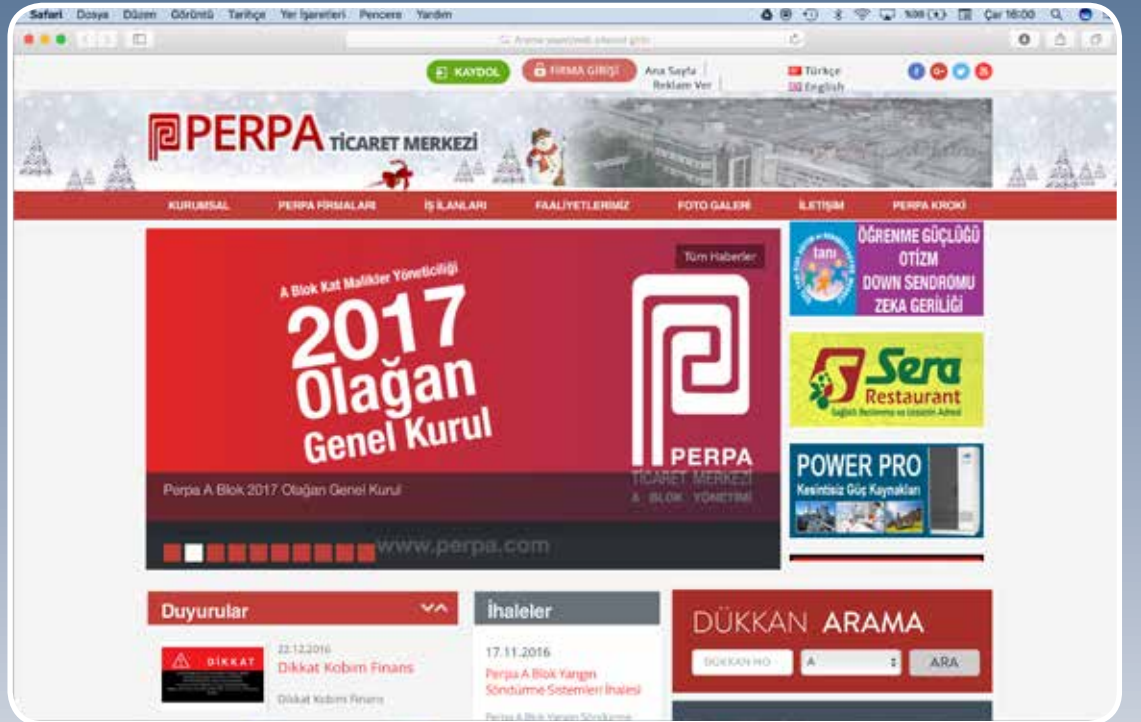 Safari Dosya Düzen Görüntü Tarihçe Yer İşaretleri Pencere Yardım
Çar 16:00
KAYDOL
FİRMA GİRİŞİ
Ana Sayfa
Reklam Ver
Türkçe
English
PERPA TİCARET MERKEZİ
KURUMSAL
PERPA FİRMALARI
İŞ İLANLARI
FAALİYETLERİMİZ
FOTO GALERİ
İLETİŞİM
PERPA KROKİ
Tüm Haberler
A Blok Kat Malikler Yöneticiliği
2017
Olağan
Genel Kurul
PERPA
TİCARET MERKEZİ
A BLOK YÖNETİMİ
Perpa A Blok 2017 Olağan Genel Kurul
www.perpa.com
tanı
ÖĞRENME GÜÇLÜĞÜ
OTİZM
DOWN SENDROMU
ZEKA GERİLİĞİ
Sera
Restaurant
POWER PRO
Kesintisiz Güç Kaynakları
Duyurular
DİKKAT
22.12.2016
Dikkat Kobim Finans
Dikkat Kobim Finans
İhaleler
17.11.2016
Perpa A Blok Yangın
Söndürme Sistemleri İhalesi
Perpa A Blok Yangın Söndürme
DÜKKAN ARAMA
DÜKKAN NO
A
ARA